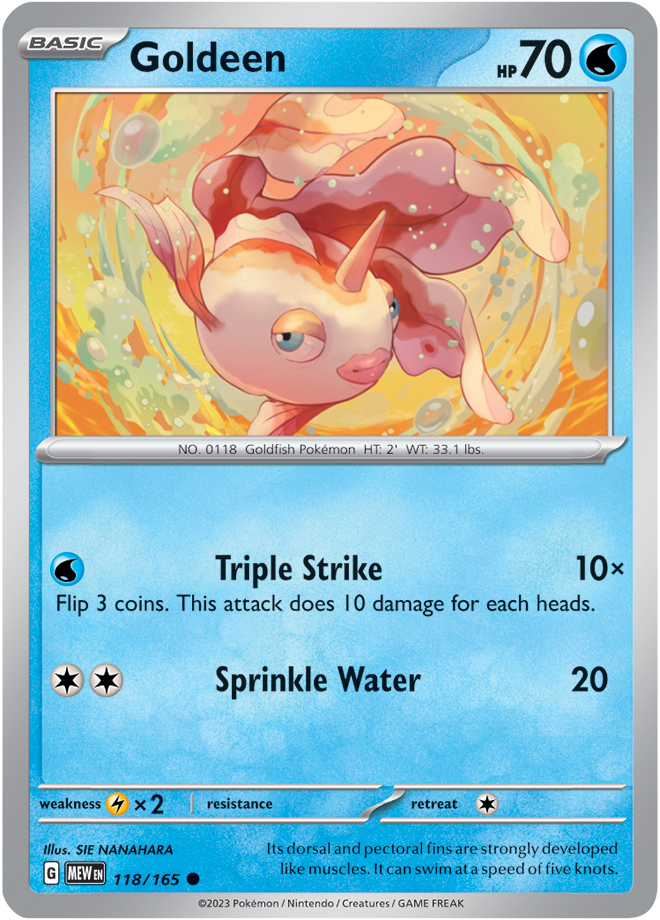 BASIC Goldeen HP 70
NO. 0118 Goldfish Pokémon HT: 2' WT: 33.1 lbs.
Triple Strike 10×
Flip 3 coins. This attack does 10 damage for each heads.
Sprinkle Water 20
weakness ×2 resistance retreat
Illus. SIE NANAHARA
G MEW EN 118/165
Its dorsal and pectoral fins are strongly developed
like muscles. It can swim at a speed of five knots.
©2023 Pokémon / Nintendo / Creatures / GAME FREAK